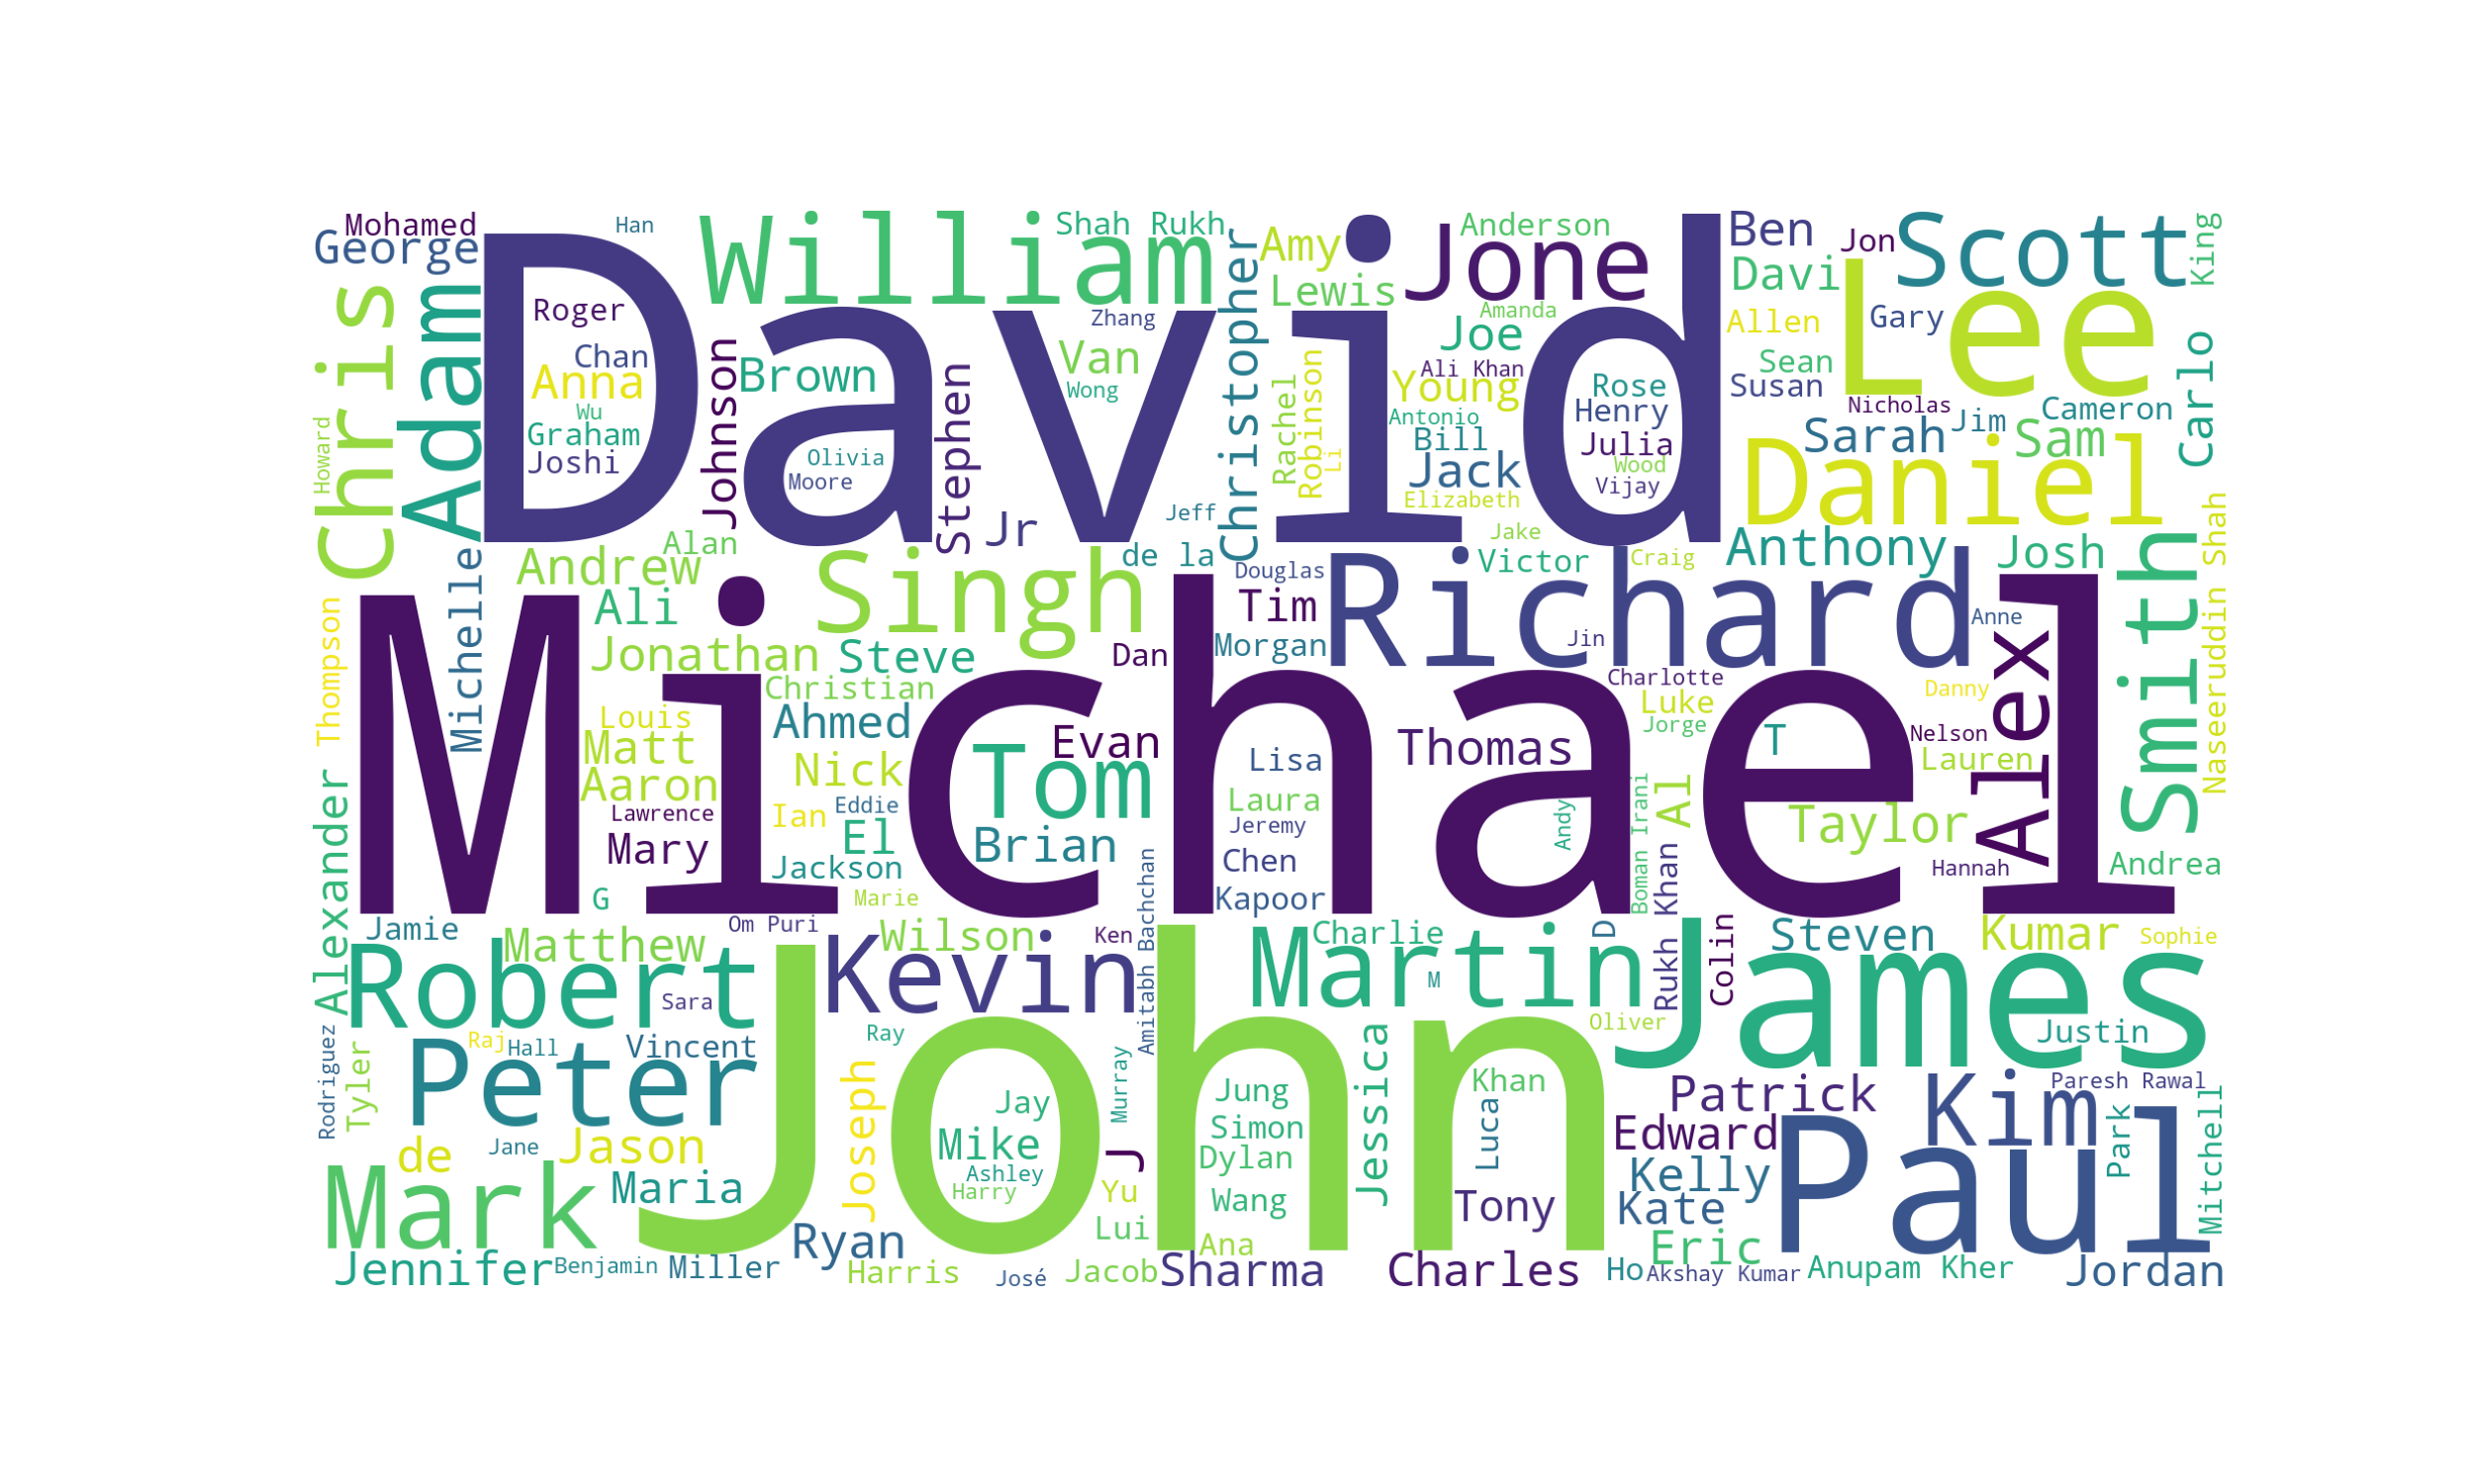 Mohamed
George
Han
William
Shah Rukh
Christopher
Amy
Lewis
Jone
Anderson
Ben
Davi
Jon
Scott
King
Chris
Adam
David
Lee
Roger
Chan
Anna
Wu
Graham
Joshi
Howard
Johnson
Brown
Olivia
Moore
Stephen
Jr
Zhang
Van
Wong
Jeff
Rachel
Robinson
Li
Amanda
Joe
Ali Khan
Young
Antonio
Bill
Jack
Elizabeth
Jake
Rose
Henry
Julia
Wood
Vijay
Allen
Sean
Susan
Gary
Nicholas
Jim
Cameron
Carlo
Sarah
Sam
Daniel
Alan
Andrew
Ali
Michelle
Singh
de la
Douglas
Tim
Morgan
Victor
Craig
Anthony
Josh
Smith
Naseeruddin Shah
Richard
Jin
Anne
Thompson
Michael
Jonathan
Steve
Dan
Christian
Louis
Matt
Aaron
Lawrence
Mary
Ahmed
Nick
Ian
Eddie
El
Jackson
Marie
G
Evan
Tom
Brian
Lisa
Laura
Jeremy
Chen
Kapoor
Thomas
Charlotte
Luke
Jorge
Andy
Boman Irani
Al
T
Taylor
Danny
Nelson
Lauren
Alex
Hannah
Andrea
Alexander
Jamie
Matthew
Robert
Sara
Om Puri
Kevin
Wilson
Ken
Amitabh Bachchan
Martin
Charlie
M
D
Rukh Khan
Colin
James
Steven
Kumar
Sophie
Oliver
Justin
Rodriguez
Tyler
Raj
Hall
Vincent
Peter
John
Joseph
Ray
Jay
Mike
Ashley
Harry
Murray
J
Yu
Lui
Jung
Simon
Dylan
Wang
Ana
Jessica
Khan
Luca
Tony
Patrick
Edward
Kelly
Kate
Eric
Kim
Paul
Paresh Rawal
Park
Mitchell
de
Jane
Jason
Mark
Maria
Jennifer
Benjamin
Miller
Ryan
Harris
José
Jacob
Sharma
Charles
Ho
Akshay Kumar
Anupam Kher
Jordan